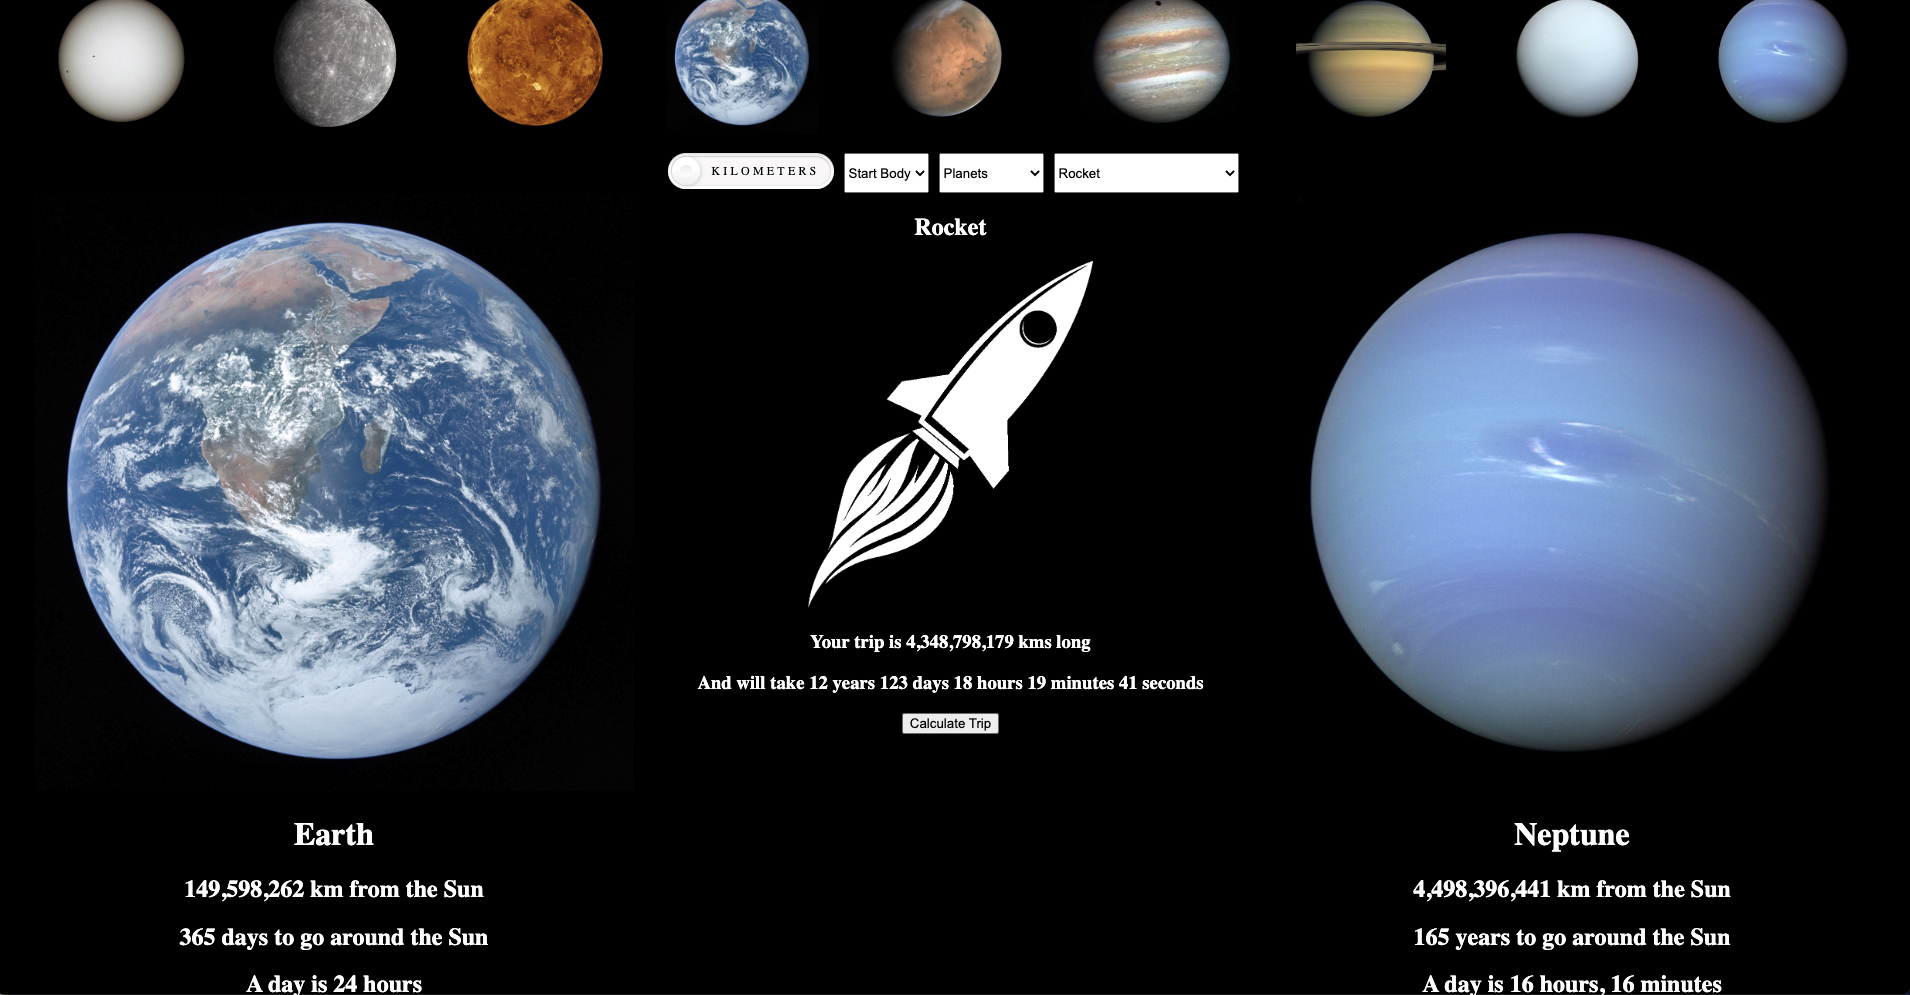 KILOMETERS
Start Body
Planets
Rocket
Rocket
Your trip is 4,348,798,179 kms long
And will take 12 years 123 days 18 hours 19 minutes 41 seconds
Calculate Trip
Earth
149,598,262 km from the Sun
365 days to go around the Sun
A day is 24 hours
Neptune
4,498,396,441 km from the Sun
165 years to go around the Sun
A day is 16 hours, 16 minutes